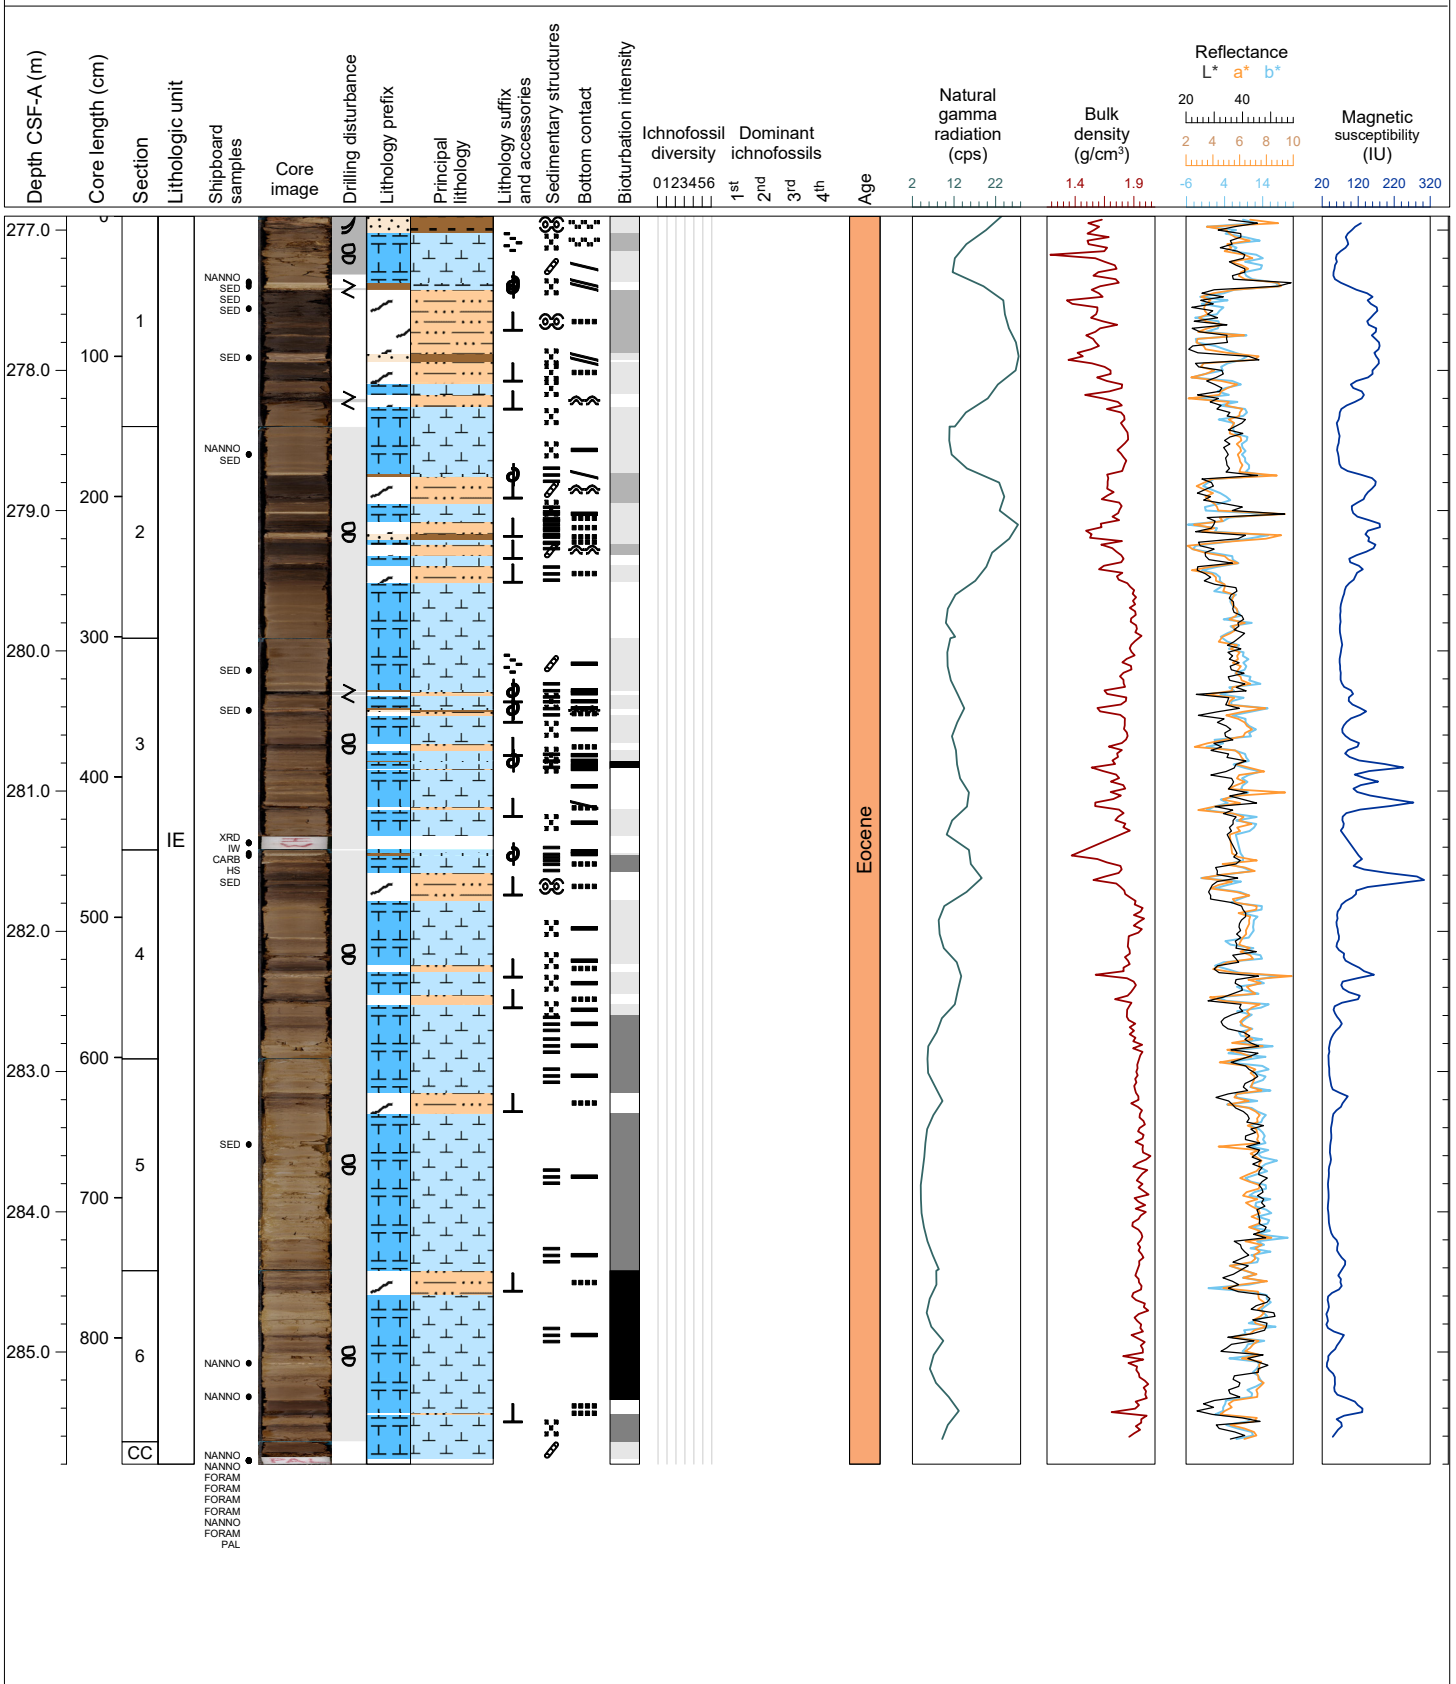 Depth CSF-A (m)
Core length (cm)
Section
Lithologic unit
Shipboard
samples
Core
image
Drilling disturbance
Lithology prefix
Principal
lithology
Lithology suffix
and accessories
Sedimentary structures
Bottom contact
Bioturbation intensity
Ichnofossil
diversity
0123456
Dominant
ichnofossils
1st
2nd
3rd
4th
Age
Natural
gamma
radiation
(cps)
2 12 22
Bulk
density
(g/cm³)
1.4 1.9
Reflectance
L* a* b*
20 40
2 4 6 8 10
-6 4 14
Magnetic
susceptibility
(IU)
20 120 220 320
277.0
278.0
279.0
280.0
281.0
282.0
283.0
284.0
285.0
0
100
200
300
400
500
600
700
800
1
2
3
4
5
6
CC
IE
NANNO
SED
SED
SED
SED
NANNO
SED
SED
SED
XRD
IW
CARB
HS
SED
SED
NANNO
NANNO
NANNO
NANNO
FORAM
FORAM
FORAM
FORAM
NANNO
FORAM
PAL
PAL
Eocene